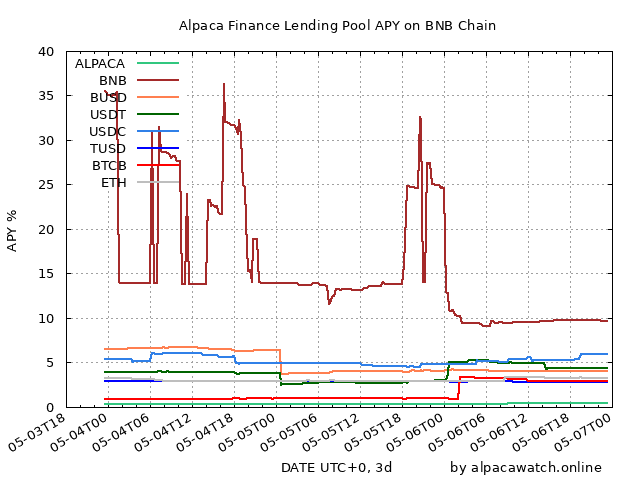 Alpaca Finance Lending Pool APY on BNB Chain
40
35
30
25
20
15
10
5
0
APY %
ALPACA
BNB
BUSD
USDT
USDC
TUSD
BTCB
ETH
05-03T18
05-04T00
05-04T06
05-04T12
05-04T18
05-05T00
05-05T06
05-05T12
05-05T18
05-06T00
05-06T06
05-06T12
05-06T18
05-07T00
DATE UTC+0, 3d
by alpacawatch.online